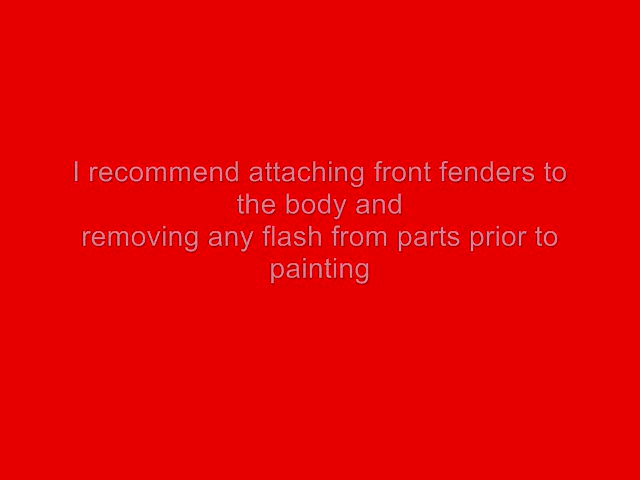 I recommend attaching front fenders to
the body and
removing any flash from parts prior to
painting